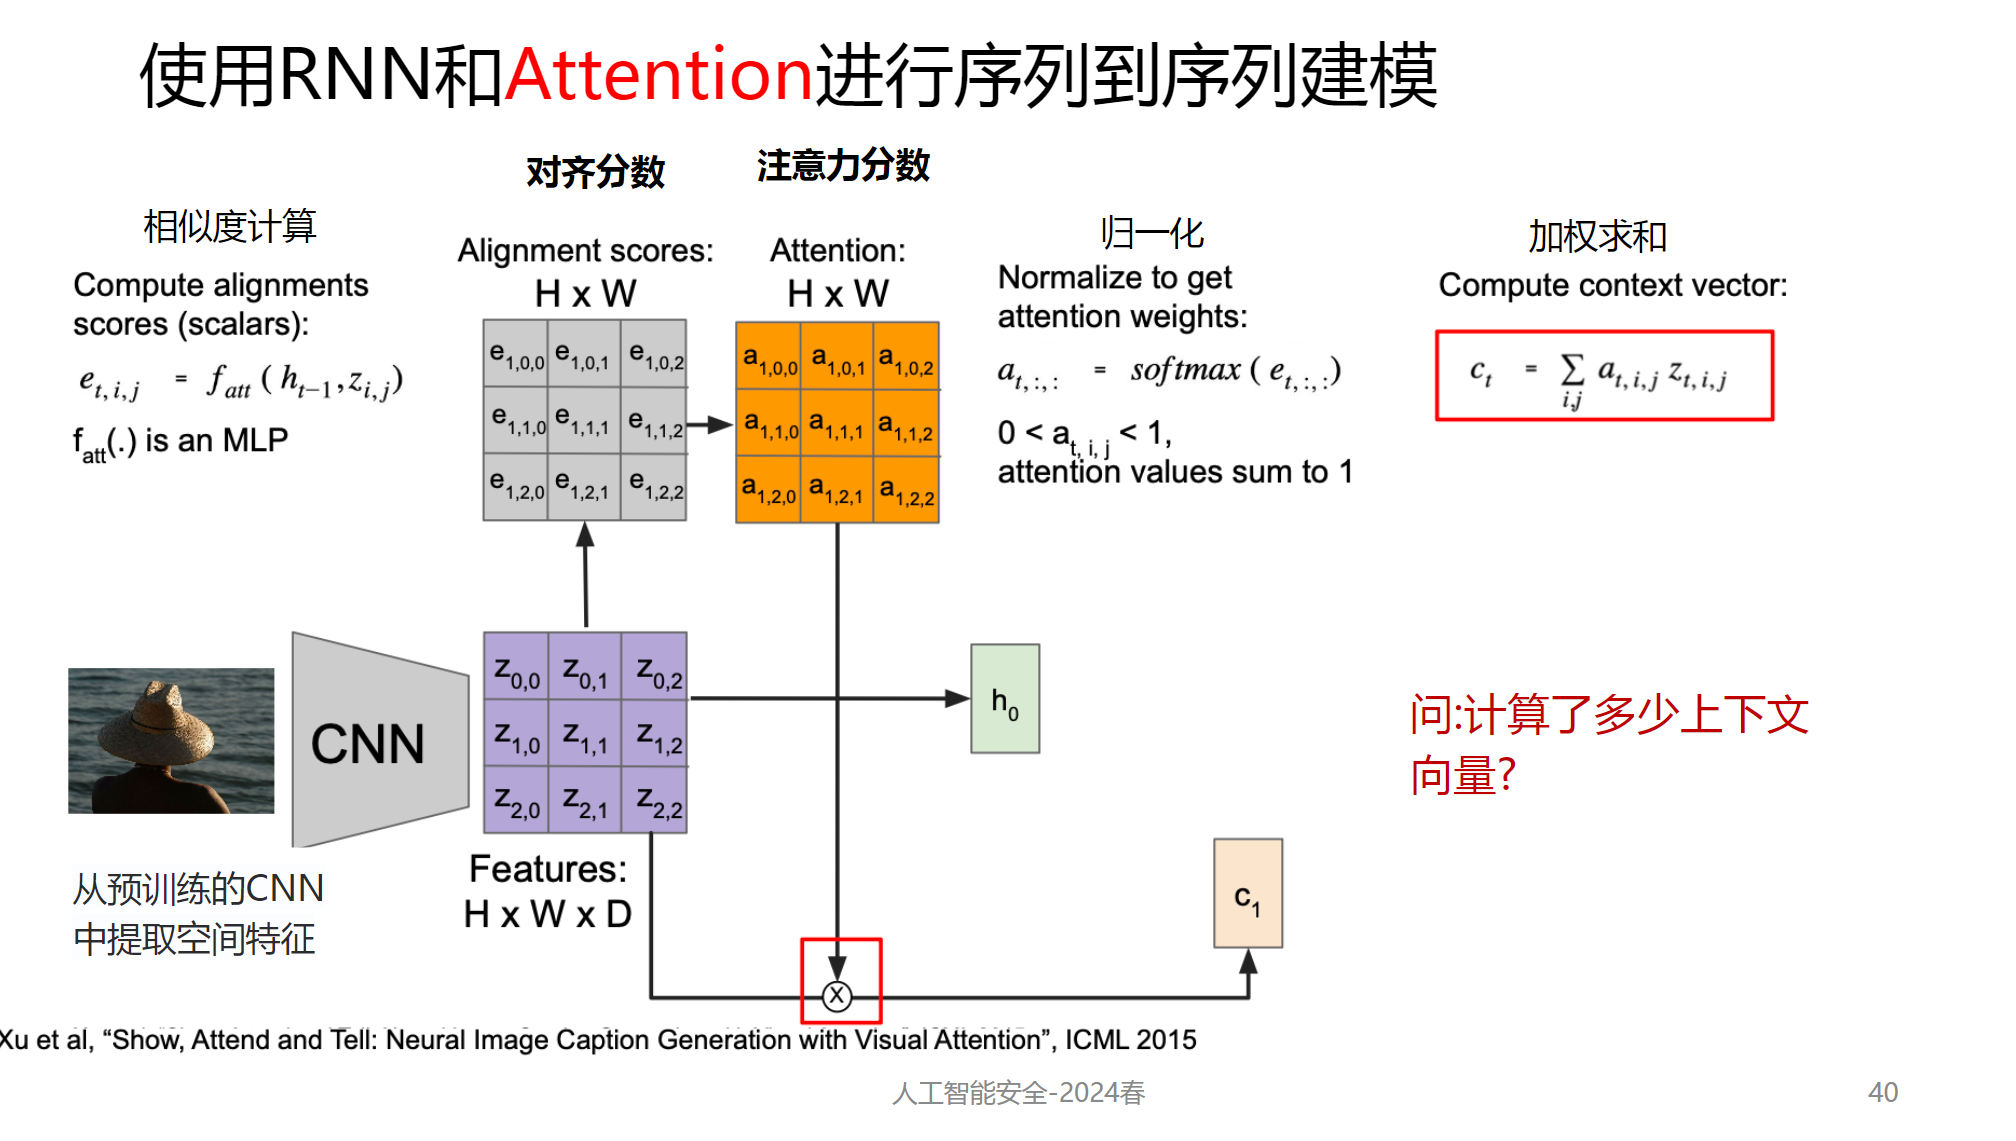 使用RNN和Attention进行序列到序列建模
对齐分数
注意力分数
相似度计算
归一化
加权求和
Compute alignments
scores (scalars):
e_{t,i,j} = f_{att} ( h_{t-1}, z_{i,j} )
f_{att}(.) is an MLP
Alignment scores:
H x W
e_{1,0,0} e_{1,0,1} e_{1,0,2}
e_{1,1,0} e_{1,1,1} e_{1,1,2}
e_{1,2,0} e_{1,2,1} e_{1,2,2}
Attention:
H x W
a_{1,0,0} a_{1,0,1} a_{1,0,2}
a_{1,1,0} a_{1,1,1} a_{1,1,2}
a_{1,2,0} a_{1,2,1} a_{1,2,2}
Normalize to get
attention weights:
a_{t,:,:} = softmax ( e_{t,:,:} )
0 < a_{t, i, j} < 1,
attention values sum to 1
Compute context vector:
c_t = ∑_{i,j} a_{t,i,j} z_{t,i,j}
CNN
z_{0,0} z_{0,1} z_{0,2}
z_{1,0} z_{1,1} z_{1,2}
z_{2,0} z_{2,1} z_{2,2}
h_0
问:计算了多少上下文
向量?
从预训练的CNN
中提取空间特征
Features:
H x W x D
X
c_1
Xu et al, “Show, Attend and Tell: Neural Image Caption Generation with Visual Attention”, ICML 2015
人工智能安全-2024春
40